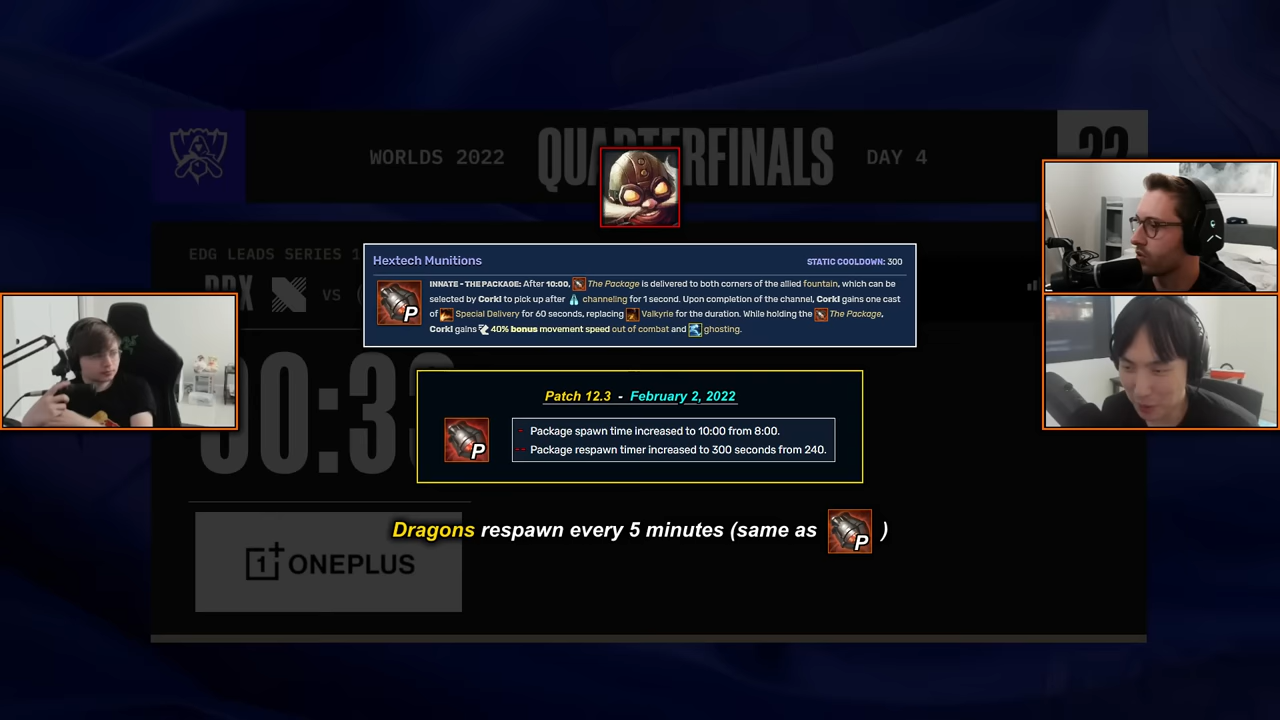 WORLDS 2022
QUARTERFINALS
DAY 4
EDG LEADS SERIES 1
DRX
VS
Hextech Munitions
STATIC COOLDOWN: 300
INNATE - THE PACKAGE: After 10:00, The Package is delivered to both corners of the allied fountain, which can be
selected by Corki to pick up after channeling for 1 second. Upon completion of the channel, Corki gains one cast
of Special Delivery for 60 seconds, replacing Valkyrie for the duration. While holding the The Package,
Corki gains 40% bonus movement speed out of combat and ghosting.
P
Patch 12.3 - February 2, 2022
P
- Package spawn time increased to 10:00 from 8:00.
-- Package respawn timer increased to 300 seconds from 240.
Dragons respawn every 5 minutes (same as P )
1+ ONEPLUS